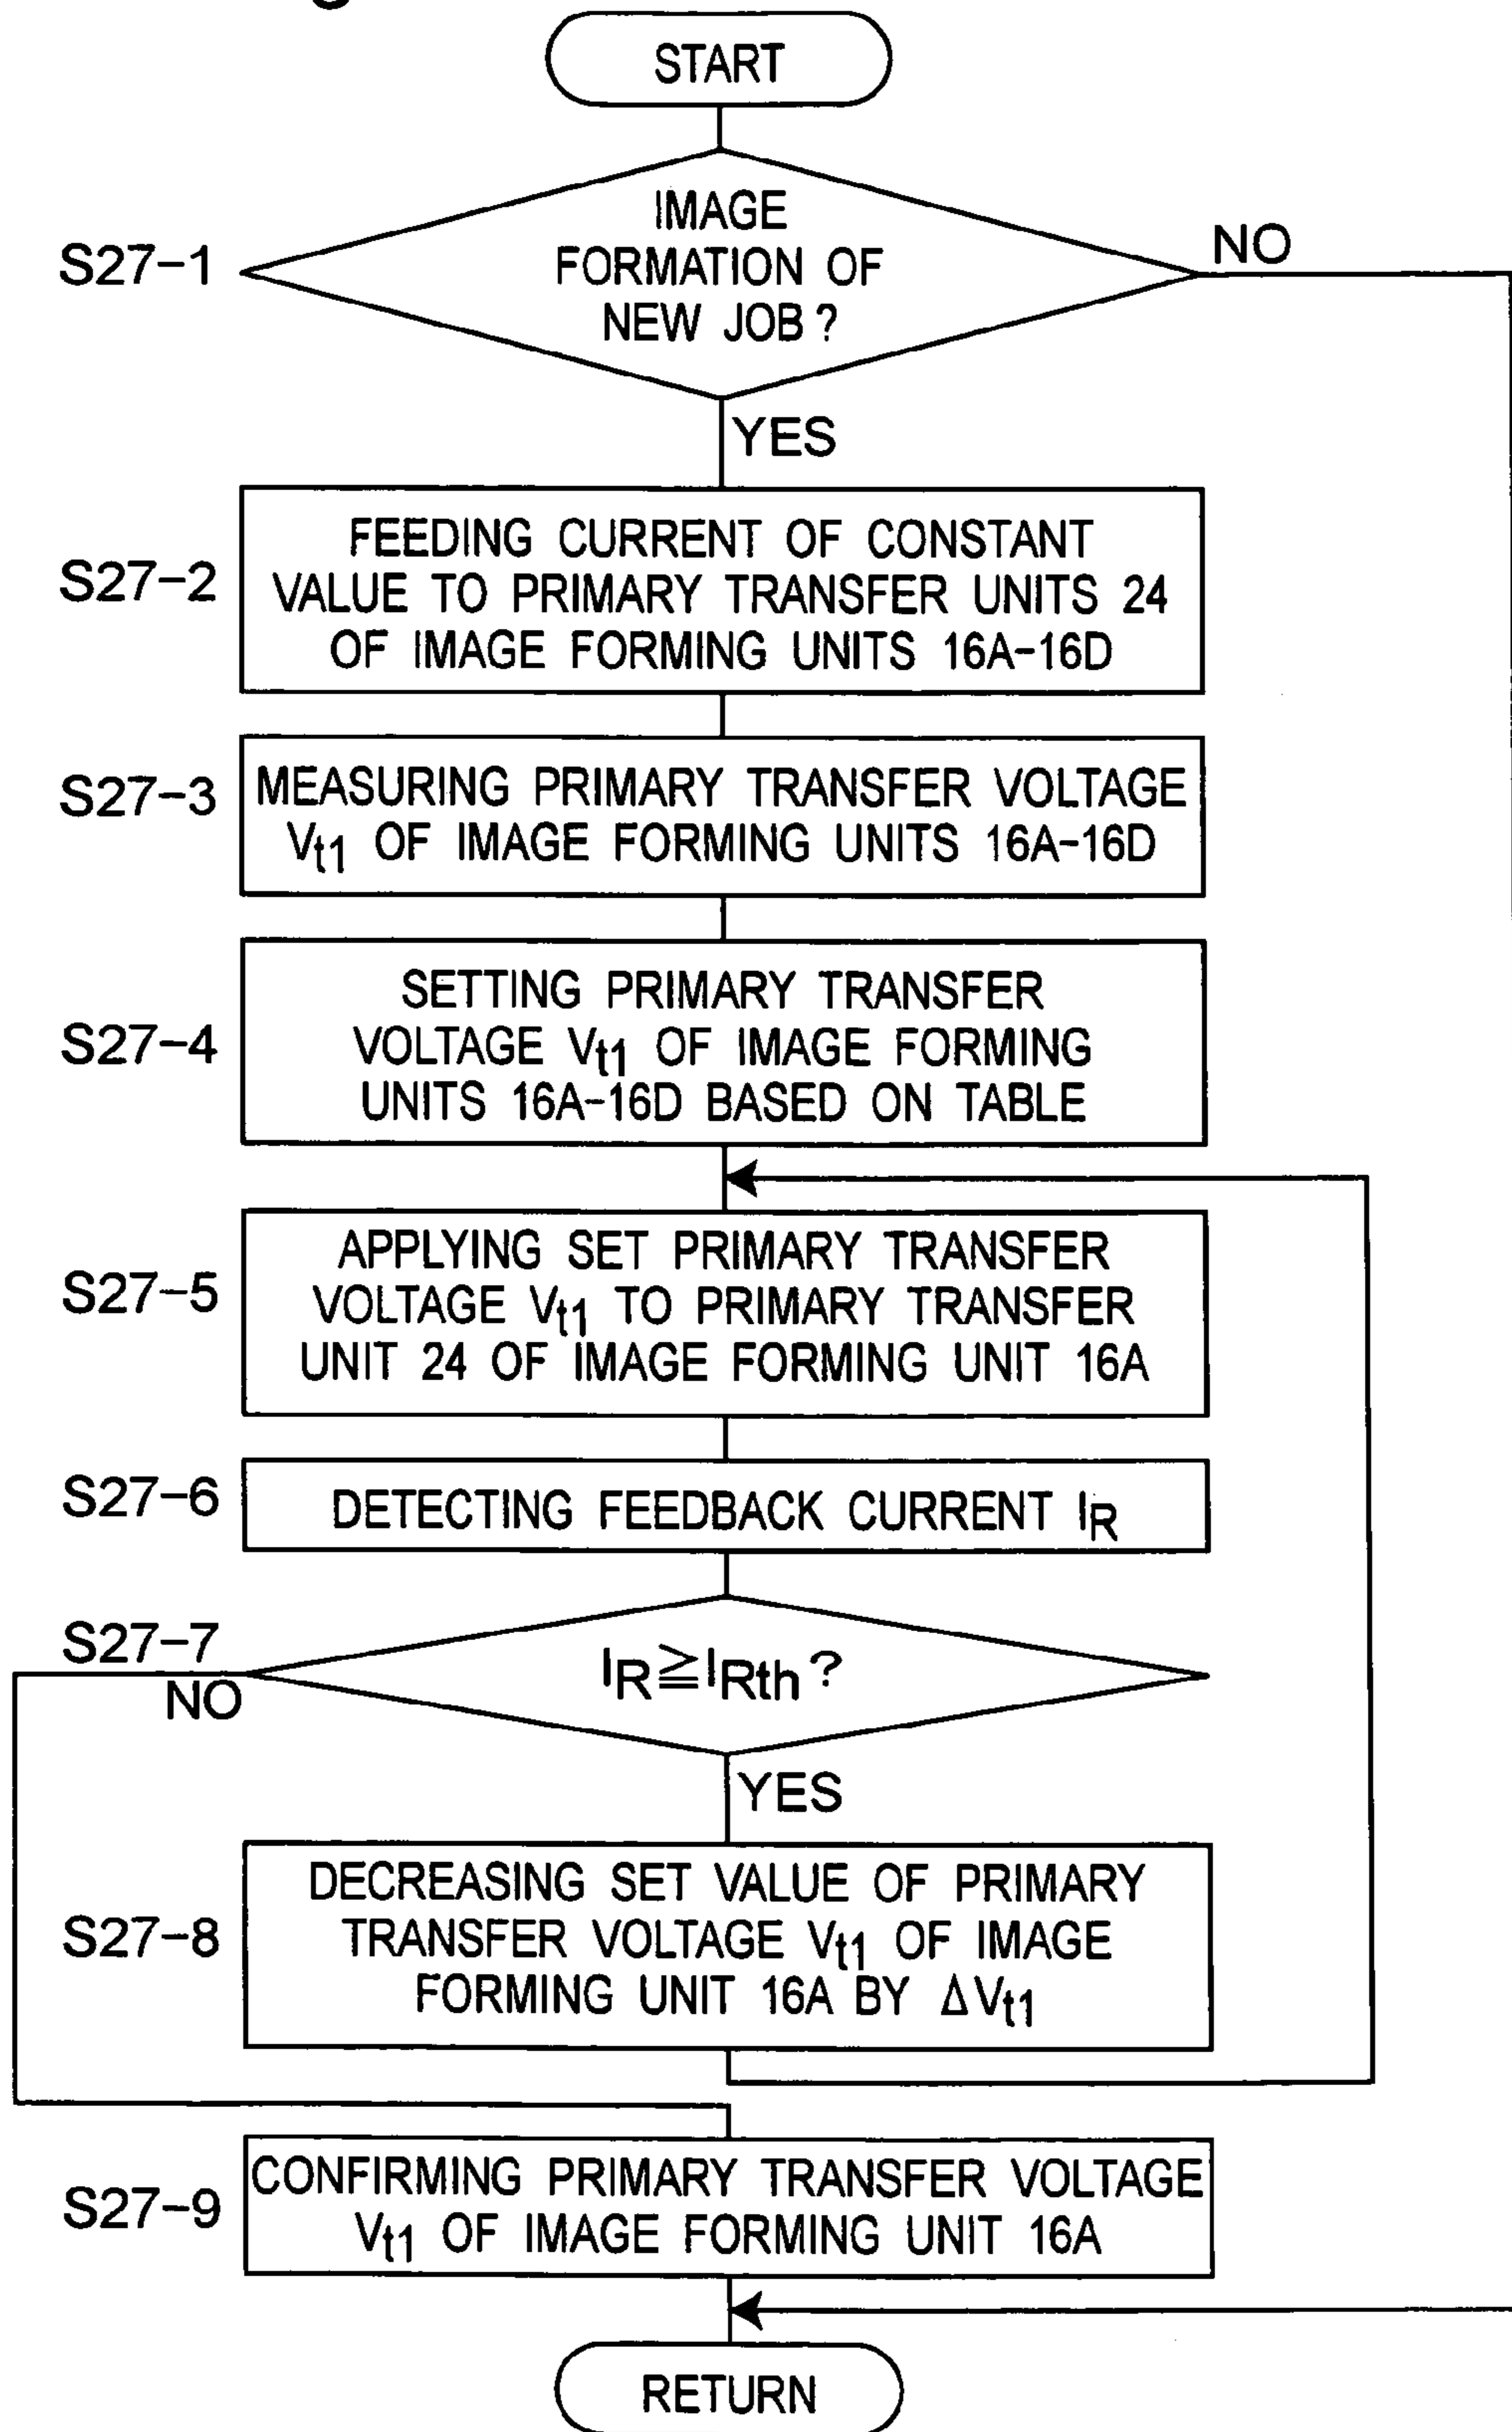 START
IMAGE
FORMATION OF
NEW JOB?
S27-1
NO
YES
S27-2
FEEDING CURRENT OF CONSTANT
VALUE TO PRIMARY TRANSFER UNITS 24
OF IMAGE FORMING UNITS 16A-16D
S27-3
MEASURING PRIMARY TRANSFER VOLTAGE
Vt1 OF IMAGE FORMING UNITS 16A-16D
S27-4
SETTING PRIMARY TRANSFER
VOLTAGE Vt1 OF IMAGE FORMING
UNITS 16A-16D BASED ON TABLE
S27-5
APPLYING SET PRIMARY TRANSFER
VOLTAGE Vt1 TO PRIMARY TRANSFER
UNIT 24 OF IMAGE FORMING UNIT 16A
S27-6
DETECTING FEEDBACK CURRENT IR
S27-7
NO
IR≧IRth?
YES
S27-8
DECREASING SET VALUE OF PRIMARY
TRANSFER VOLTAGE Vt1 OF IMAGE
FORMING UNIT 16A BY ΔVt1
S27-9
CONFIRMING PRIMARY TRANSFER VOLTAGE
Vt1 OF IMAGE FORMING UNIT 16A
RETURN